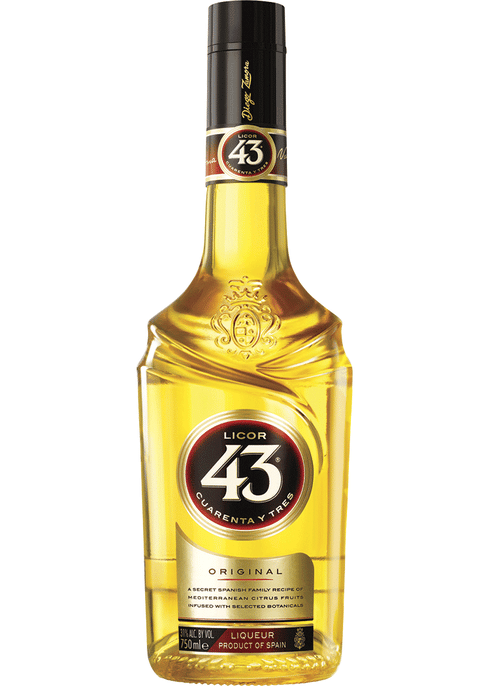 Diego Zamora
LICOR
43
CUARENTA Y TRES
LICOR
43®
CUARENTA Y TRES
ORIGINAL
A SECRET SPANISH FAMILY RECIPE OF
MEDITERRANEAN CITRUS FRUITS
INFUSED WITH SELECTED BOTANICALS
31% ALC. BY VOL.
750ml e
LIQUEUR
PRODUCT OF SPAIN